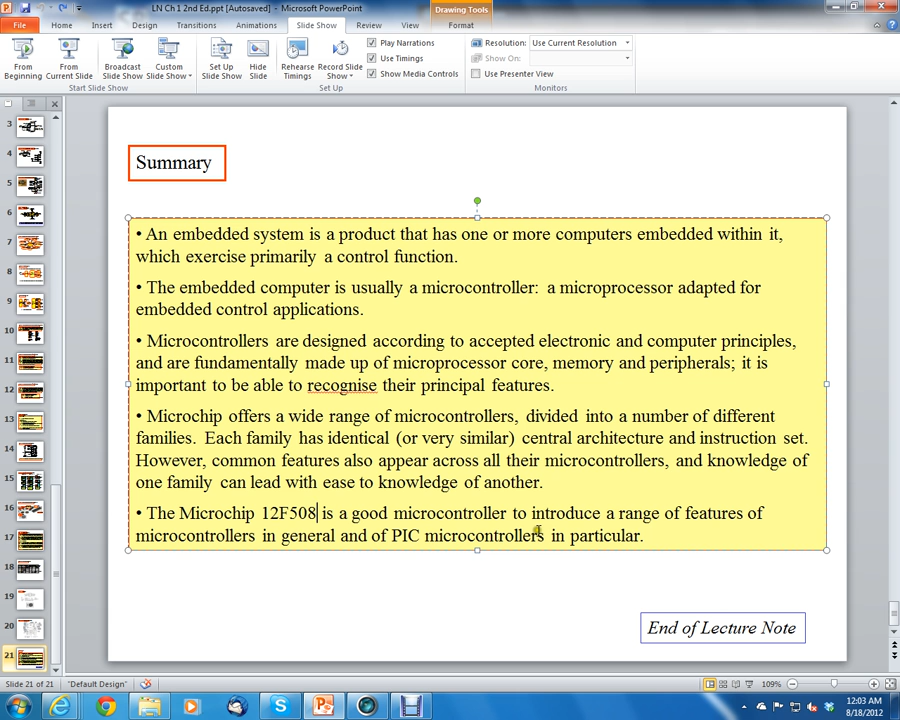 LN Ch 1 2nd Ed.ppt [Autosaved] - Microsoft PowerPoint
Drawing Tools
File Home Insert Design Transitions Animations Slide Show Review View Format
From Beginning
From Current Slide
Broadcast Slide Show
Custom Slide Show
Start Slide Show
Set Up Slide Show
Hide Slide
Rehearse Timings
Record Slide Show
Play Narrations
Use Timings
Show Media Controls
Set Up
Resolution: Use Current Resolution
Show On:
Use Presenter View
Monitors
3
4
5
6
7
8
9
10
11
12
13
14
15
16
17
18
19
20
21
Summary
• An embedded system is a product that has one or more computers embedded within it,
which exercise primarily a control function.
• The embedded computer is usually a microcontroller: a microprocessor adapted for
embedded control applications.
• Microcontrollers are designed according to accepted electronic and computer principles,
and are fundamentally made up of microprocessor core, memory and peripherals; it is
important to be able to recognise their principal features.
• Microchip offers a wide range of microcontrollers, divided into a number of different
families. Each family has identical (or very similar) central architecture and instruction set.
However, common features also appear across all their microcontrollers, and knowledge of
one family can lead with ease to knowledge of another.
• The Microchip 12F508 is a good microcontroller to introduce a range of features of
microcontrollers in general and of PIC microcontrollers in particular.
End of Lecture Note
Slide 21 of 21 "Default Design" 109%
12:03 AM
8/18/2012